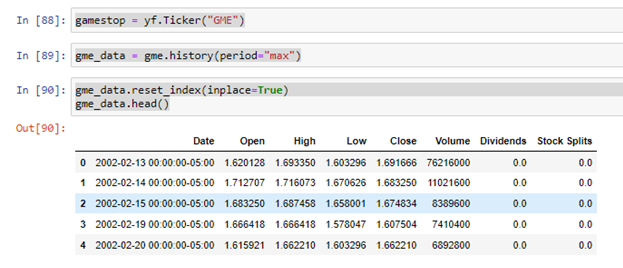 In [88]: gamestop = yf.Ticker("GME")
In [89]: gme_data = gme.history(period="max")
In [90]: gme_data.reset_index(inplace=True)
gme_data.head()
Out[90]:
Date Open High Low Close Volume Dividends Stock Splits
0 2002-02-13 00:00:00-05:00 1.620128 1.693350 1.603296 1.691666 76216000 0.0 0.0
1 2002-02-14 00:00:00-05:00 1.712707 1.716073 1.670626 1.683250 11021600 0.0 0.0
2 2002-02-15 00:00:00-05:00 1.683250 1.687458 1.658001 1.674834 8389600 0.0 0.0
3 2002-02-19 00:00:00-05:00 1.666418 1.666418 1.578047 1.607504 7410400 0.0 0.0
4 2002-02-20 00:00:00-05:00 1.615921 1.662210 1.603296 1.662210 6892800 0.0 0.0